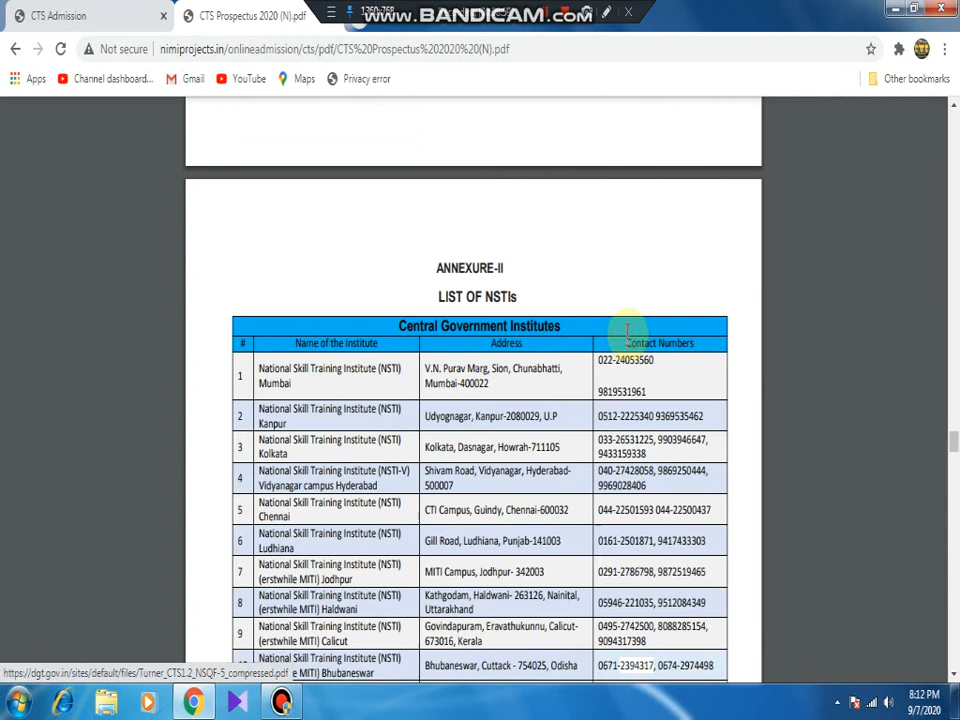 CTS Admission
CTS Prospectus 2020 (N).pdf
www.BANDICAM.com
Not secure nimiprojects.in/onlineadmission/cts/pdf/CTS%20Prospectus%202020%20(N).pdf
Apps Channel dashboard... Gmail YouTube Maps Privacy error Other bookmarks
ANNEXURE-II
LIST OF NSTIs
Central Government Institutes
# Name of the Institute Address Contact Numbers
1 National Skill Training Institute (NSTI) Mumbai V.N. Purav Marg, Sion, Chunabhatti, Mumbai-400022 022-24053560 9819531961
2 National Skill Training Institute (NSTI) Kanpur Udyognagar, Kanpur-2080029, U.P 0512-2225340 9369535462
3 National Skill Training Institute (NSTI) Kolkata Kolkata, Dasnagar, Howrah-711105 033-26531225, 9903946647, 9433159338
4 National Skill Training Institute (NSTI-V) Vidyanagar campus Hyderabad Shivam Road, Vidyanagar, Hyderabad-500007 040-27428058, 9869250444, 9969028406
5 National Skill Training Institute (NSTI) Chennai CTI Campus, Guindy, Chennai-600032 044-22501593 044-22500437
6 National Skill Training Institute (NSTI) Ludhiana Gill Road, Ludhiana, Punjab-141003 0161-2501871, 9417433303
7 National Skill Training Institute (NSTI) (erstwhile MITI) Jodhpur MITI Campus, Jodhpur- 342003 0291-2786798, 9872519465
8 National Skill Training Institute (NSTI) (erstwhile MITI) Haldwani Kathgodam, Haldwani- 263126, Nainital, Uttarakhand 05946-221035, 9512084349
9 National Skill Training Institute (NSTI) (erstwhile MITI) Calicut Govindapuram, Eravathukunnu, Calicut-673016, Kerala 0495-2742500, 8088285154, 9094317398
National Skill Training Institute (NSTI) e MITI) Bhubaneswar Bhubaneswar, Cuttack - 754025, Odisha 0671-2394317, 0674-2974498
https://dgt.gov.in/sites/default/files/Turner_CTS1.2_NSQF-5_compressed.pdf
8:12 PM
9/7/2020